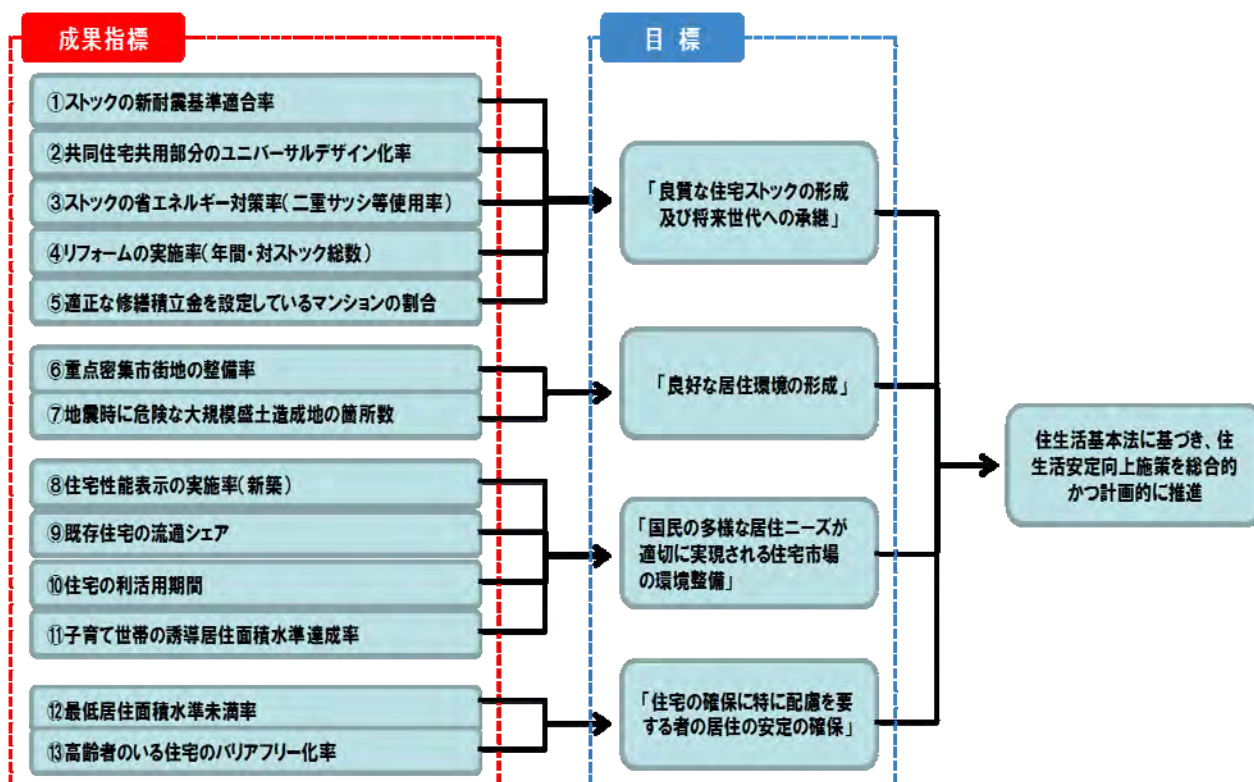 成果指標
①ストックの新耐震基準適合率
②共同住宅共用部分のユニバーサルデザイン化率
③ストックの省エネルギー対策率(二重サッシ等使用率)
④リフォームの実施率(年間・対ストック総数)
⑤適正な修繕積立金を設定しているマンションの割合
⑥重点密集市街地の整備率
⑦地震時に危険な大規模盛土造成地の箇所数
⑧住宅性能表示の実施率(新築)
⑨既存住宅の流通シェア
⑩住宅の利活用期間
⑪子育て世帯の誘導居住面積水準達成率
⑫最低居住面積水準未満率
⑬高齢者のいる住宅のバリアフリー化率
目 標
「良質な住宅ストックの形成
及び将来世代への承継」
「良好な居住環境の形成」
「国民の多様な居住ニーズが
適切に実現される住宅市場
の環境整備」
「住宅の確保に特に配慮を要
する者の居住の安定の確保」
住生活基本法に基づき、住
生活安定向上施策を総合的
かつ計画的に推進